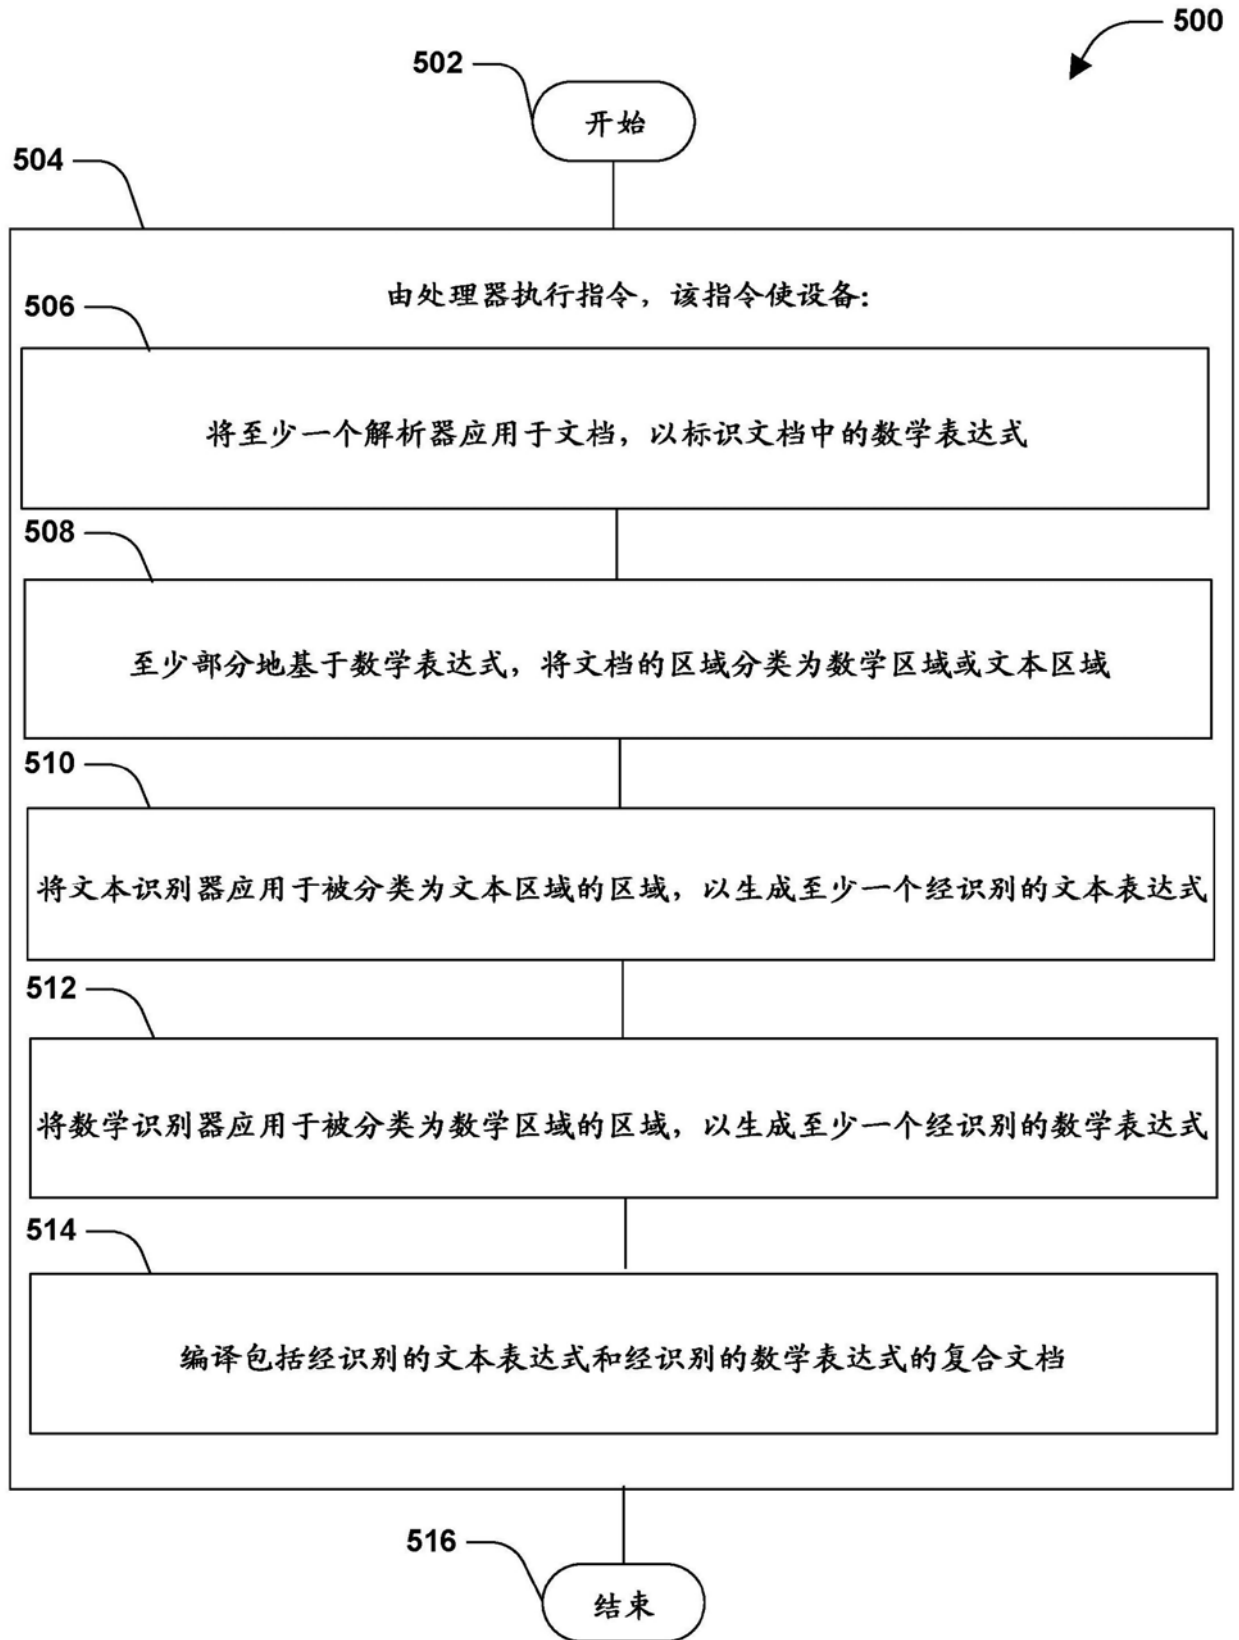 500
502
开始
504
由处理器执行指令，该指令使设备：
506
将至少一个解析器应用于文档，以标识文档中的数学表达式
508
至少部分地基于数学表达式，将文档的区域分类为数学区域或文本区域
510
将文本识别器应用于被分类为文本区域的区域，以生成至少一个经识别的文本表达式
512
将数学识别器应用于被分类为数学区域的区域，以生成至少一个经识别的数学表达式
514
编译包括经识别的文本表达式和经识别的数学表达式的复合文档
516
结束